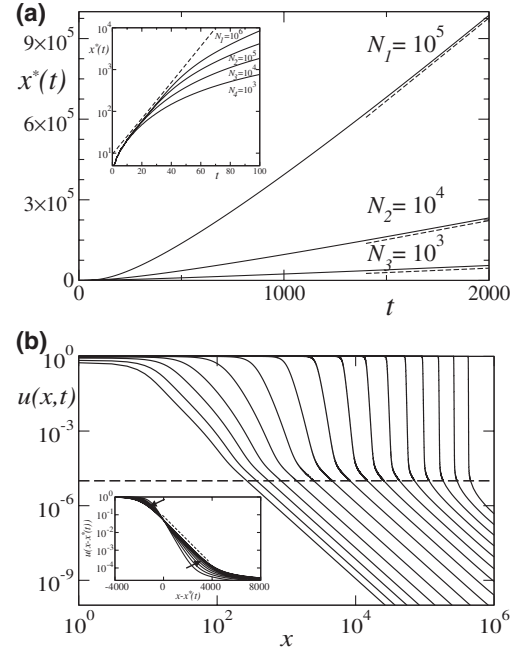 (a)
9×10^5
x*(t)
6×10^5
3×10^5
0
0
1000
t
2000
N_1 = 10^5
N_2 = 10^4
N_3 = 10^3
x*(t)
10^4
10^3
10^2
10^1
0
20
40
60
80
100
t
N_1=10^6
N_2=10^5
N_3=10^4
N_4=10^3
(b)
10^0
u(x,t)
10^-3
10^-6
10^-9
10^0
10^2
x
10^4
10^6
u(x-x*(t))
10^0
10^-1
10^-2
10^-3
10^-4
-4000
0
4000
8000
x-x*(t)